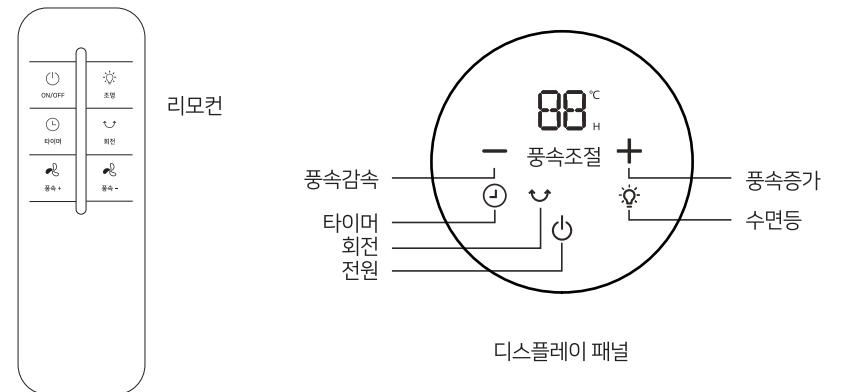 ON/OFF
조명
타이머
회전
풍속 +
풍속 -
리모컨
88 ℃
H
풍속조절
풍속감속
타이머
회전
전원
풍속증가
수면등
디스플레이 패널